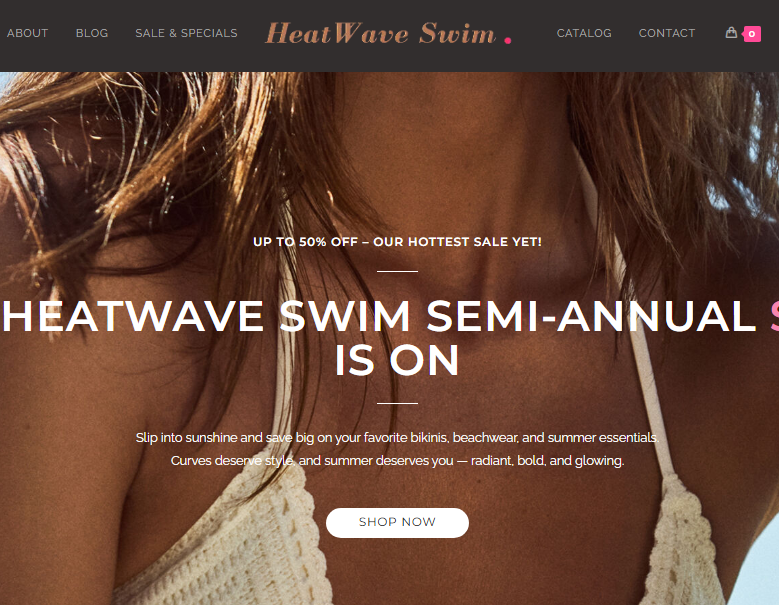 ABOUT BLOG SALE & SPECIALS HeatWave Swim. CATALOG CONTACT 0
UP TO 50% OFF – OUR HOTTEST SALE YET!
HEATWAVE SWIM SEMI-ANNUAL S
IS ON
Slip into sunshine and save big on your favorite bikinis, beachwear, and summer essentials.
Curves deserve style, and summer deserves you — radiant, bold, and glowing.
SHOP NOW